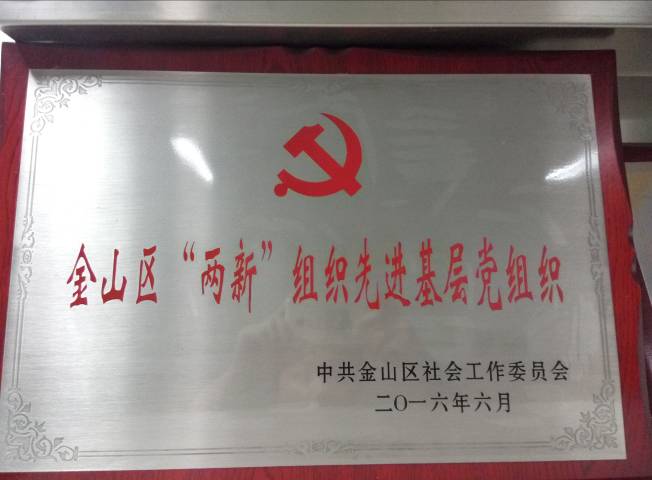 金山区“两新”组织先进基层党组织
中共金山区社会工作委员会
二〇一六年六月